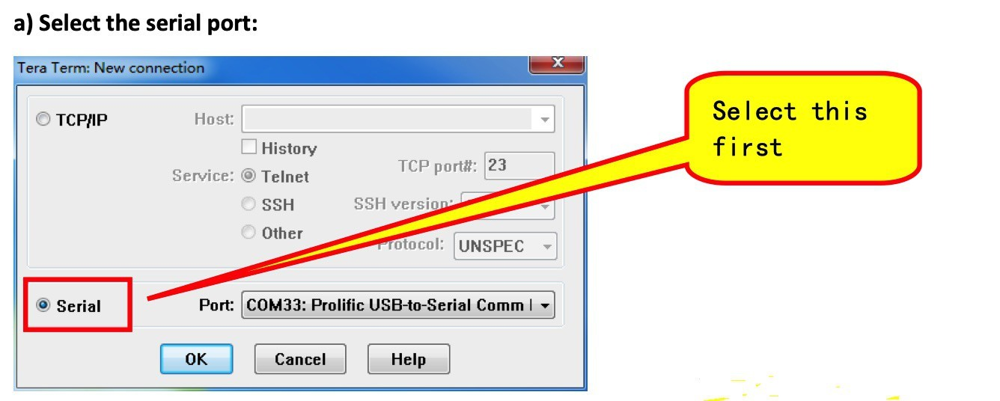 a) Select the serial port:
Tera Term: New connection
x
TCP/IP
Host:
History
Service:
Telnet
TCP port#: 23
SSH
SSH version:
Other
Protocol: UNSPEC
Serial
Port: COM33: Prolific USB-to-Serial Comm
OK
Cancel
Help
Select this
first